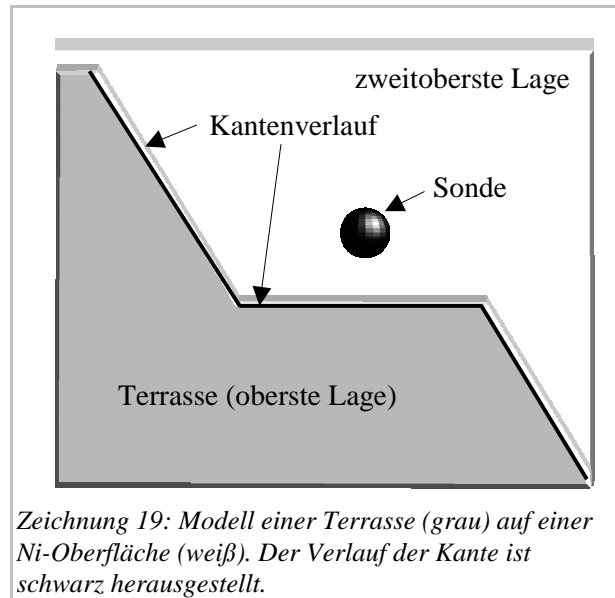 zweitoberste Lage
Kantenverlauf
Sonde
Terrasse (oberste Lage)
Zeichnung 19: Modell einer Terrasse (grau) auf einer
Ni-Oberfläche (weiß). Der Verlauf der Kante ist
schwarz herausgestellt.